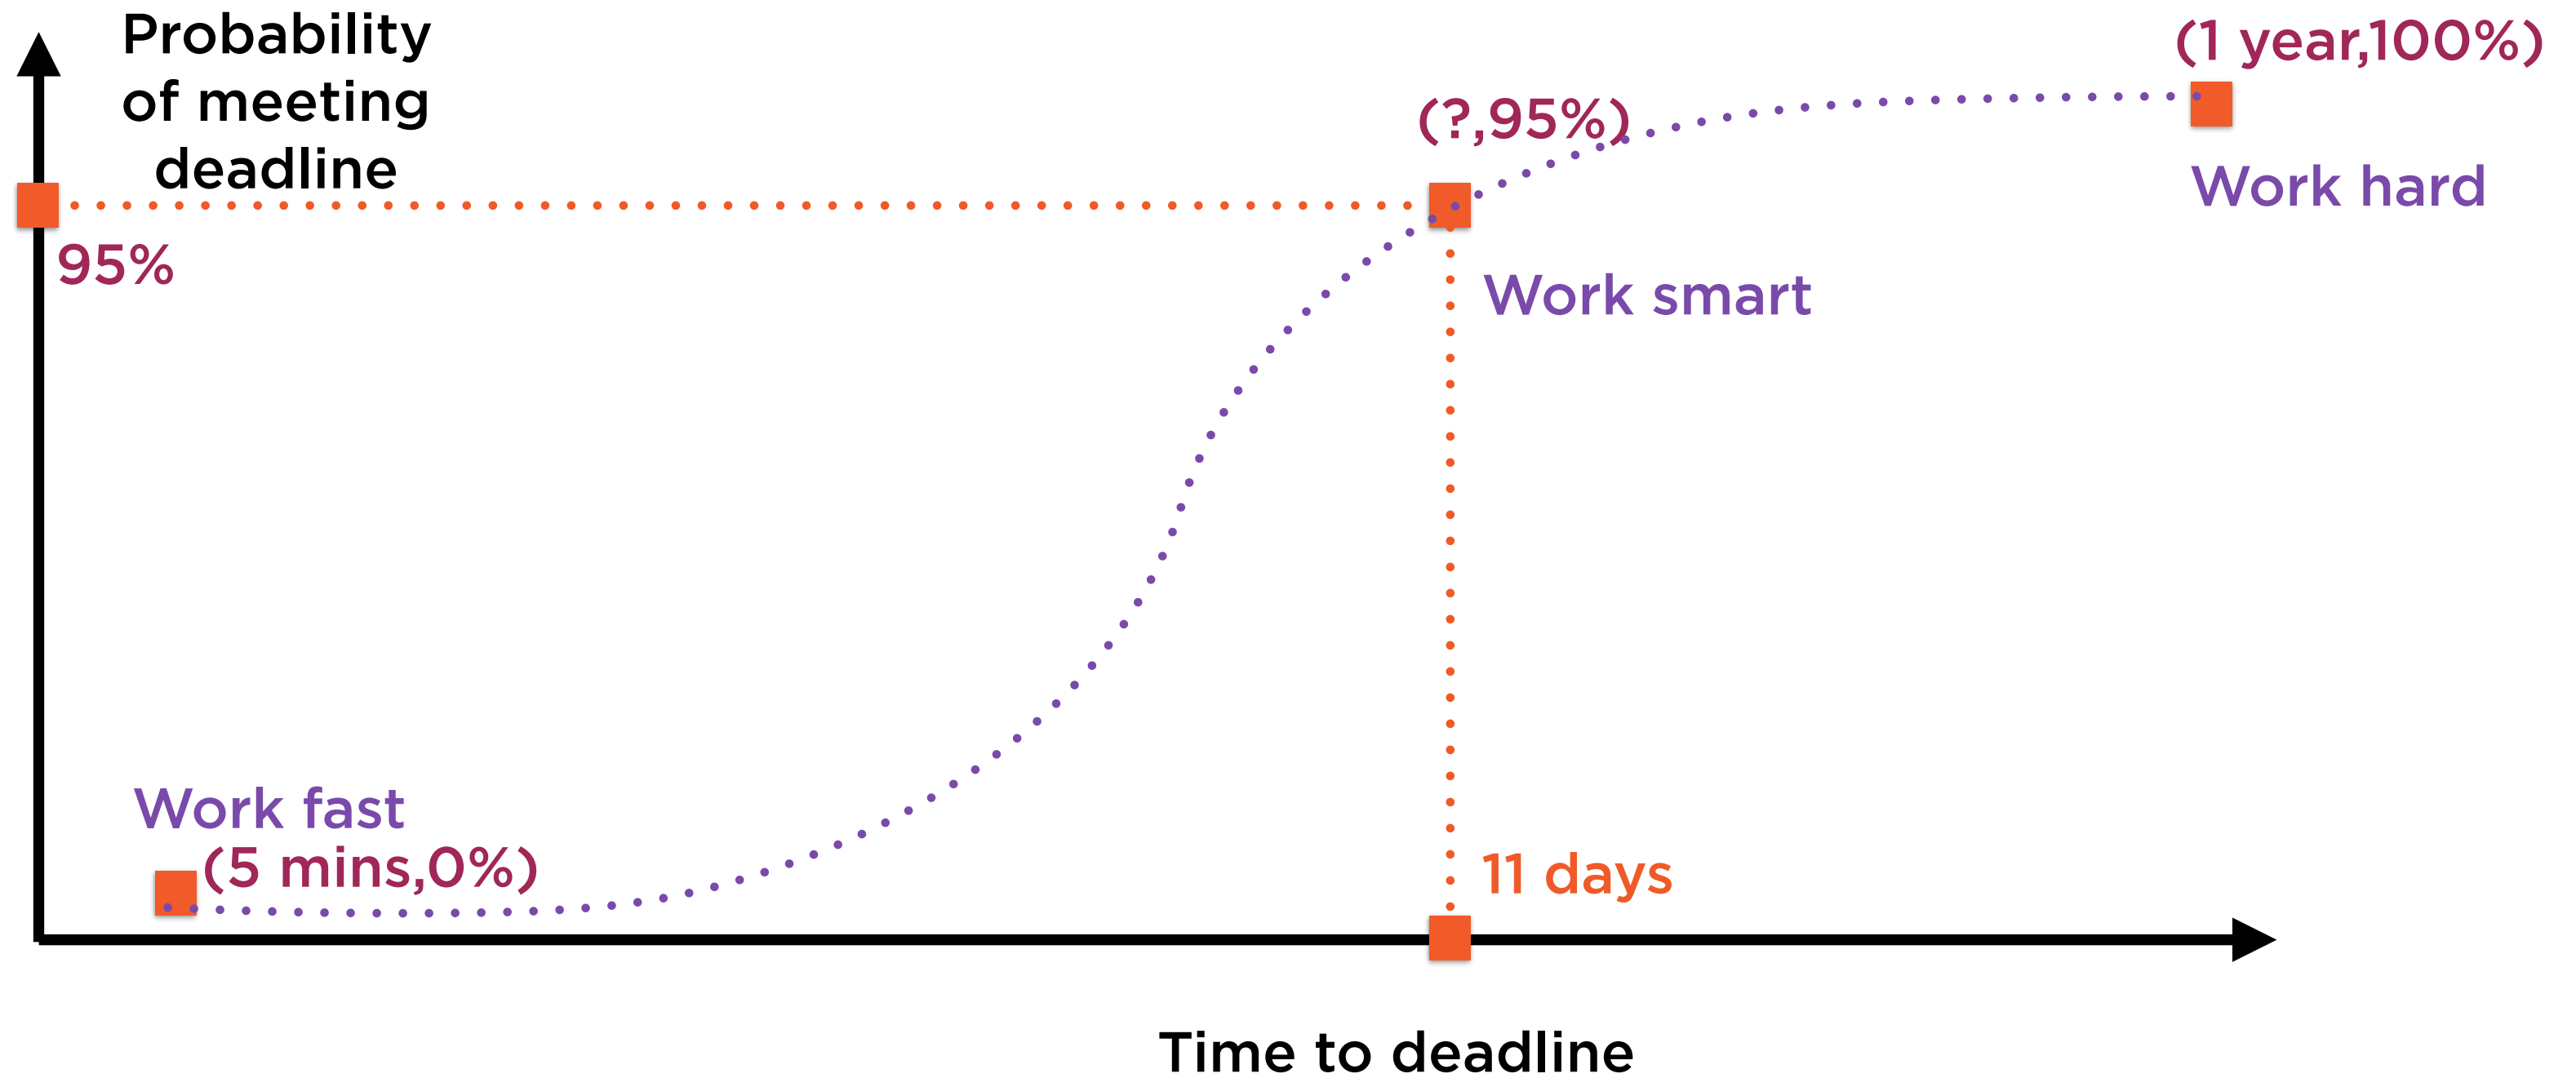 Probability
of meeting
deadline
(1 year,100%)
(?,95%)
Work hard
95%
Work smart
Work fast
(5 mins,0%)
11 days
Time to deadline